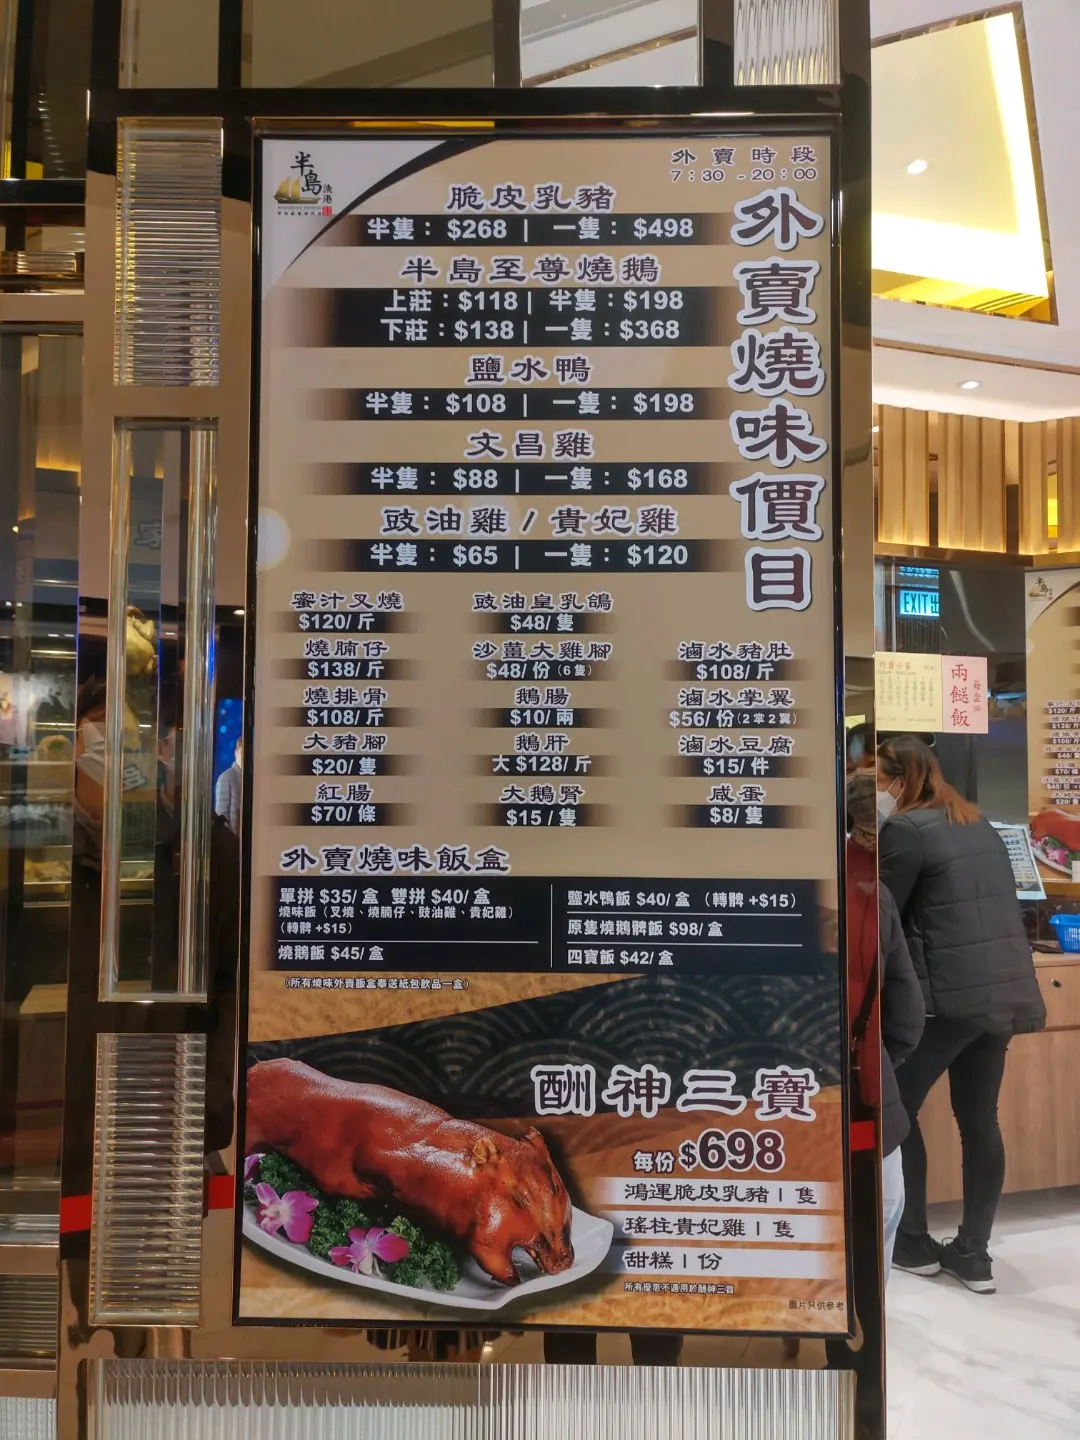 半島
漁港
外賣時段
7:30 - 20:00
外賣燒味價目
脆皮乳豬
半隻：$268 | 一隻：$498
半島至尊燒鵝
上莊：$118 | 半隻：$198
下莊：$138 | 一隻：$368
鹽水鴨
半隻：$108 | 一隻：$198
文昌雞
半隻：$88 | 一隻：$168
豉油雞 / 貴妃雞
半隻：$65 | 一隻：$120
蜜汁叉燒
$120/ 斤
豉油皇乳鴿
$48/ 隻
燒腩仔
$138/ 斤
沙薑大雞腳
$48/ 份（6 隻）
滷水豬肚
$108/ 斤
燒排骨
$108/ 斤
鵝腸
$10/ 兩
滷水掌翼
$56/ 份（2 掌 2 翼）
大豬腳
$20/ 隻
鵝肝
大 $128/ 斤
滷水豆腐
$15/ 件
紅腸
$70/ 條
大鵝腎
$15 / 隻
咸蛋
$8/ 隻
外賣燒味飯盒
單拼 $35/ 盒 雙拼 $40/ 盒
燒味飯（叉燒、燒腩仔、豉油雞、貴妃雞）
（轉髀 +$15）
燒鵝飯 $45/ 盒
鹽水鴨飯 $40/ 盒 （轉髀 +$15）
原隻燒鵝髀飯 $98/ 盒
四寶飯 $42/ 盒
（所有燒味外賣飯盒奉送紙包飲品一盒）
酬神三寶
每份 $698
鴻運脆皮乳豬 | 隻
瑤柱貴妃雞 | 隻
甜糕 | 份
所有優惠不適用於酬神三寶
圖片只供參考
EXIT 出
外賣小菜
兩餸飯
每盒
半島